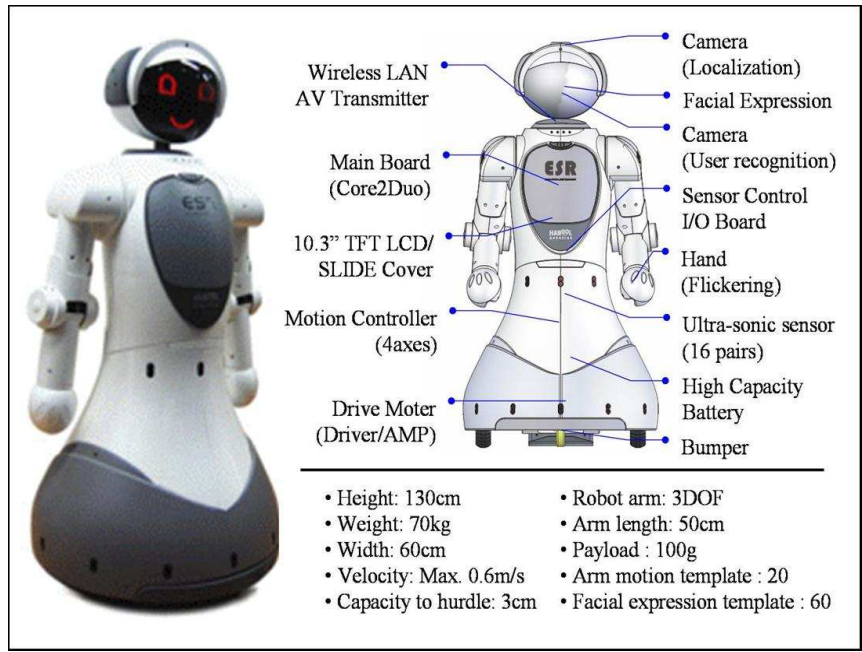 Wireless LAN
AV Transmitter
Main Board
(Core2Duo)
10.3” TFT LCD/
SLIDE Cover
Motion Controller
(4axes)
Drive Moter
(Driver/AMP)
ESR
ESR
HANOOL
Camera
(Localization)
Facial Expression
Camera
(User recognition)
Sensor Control
I/O Board
Hand
(Flickering)
Ultra-sonic sensor
(16 pairs)
High Capacity
Battery
Bumper
• Height: 130cm
• Weight: 70kg
• Width: 60cm
• Velocity: Max. 0.6m/s
• Capacity to hurdle: 3cm
• Robot arm: 3DOF
• Arm length: 50cm
• Payload : 100g
• Arm motion template : 20
• Facial expression template : 60